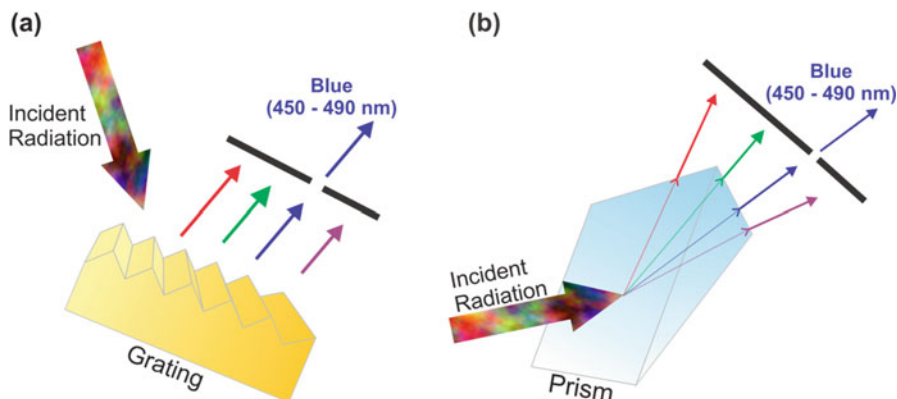 (a)
Incident
Radiation
Blue
(450 - 490 nm)
Grating
(b)
Blue
(450 - 490 nm)
Incident
Radiation
Prism